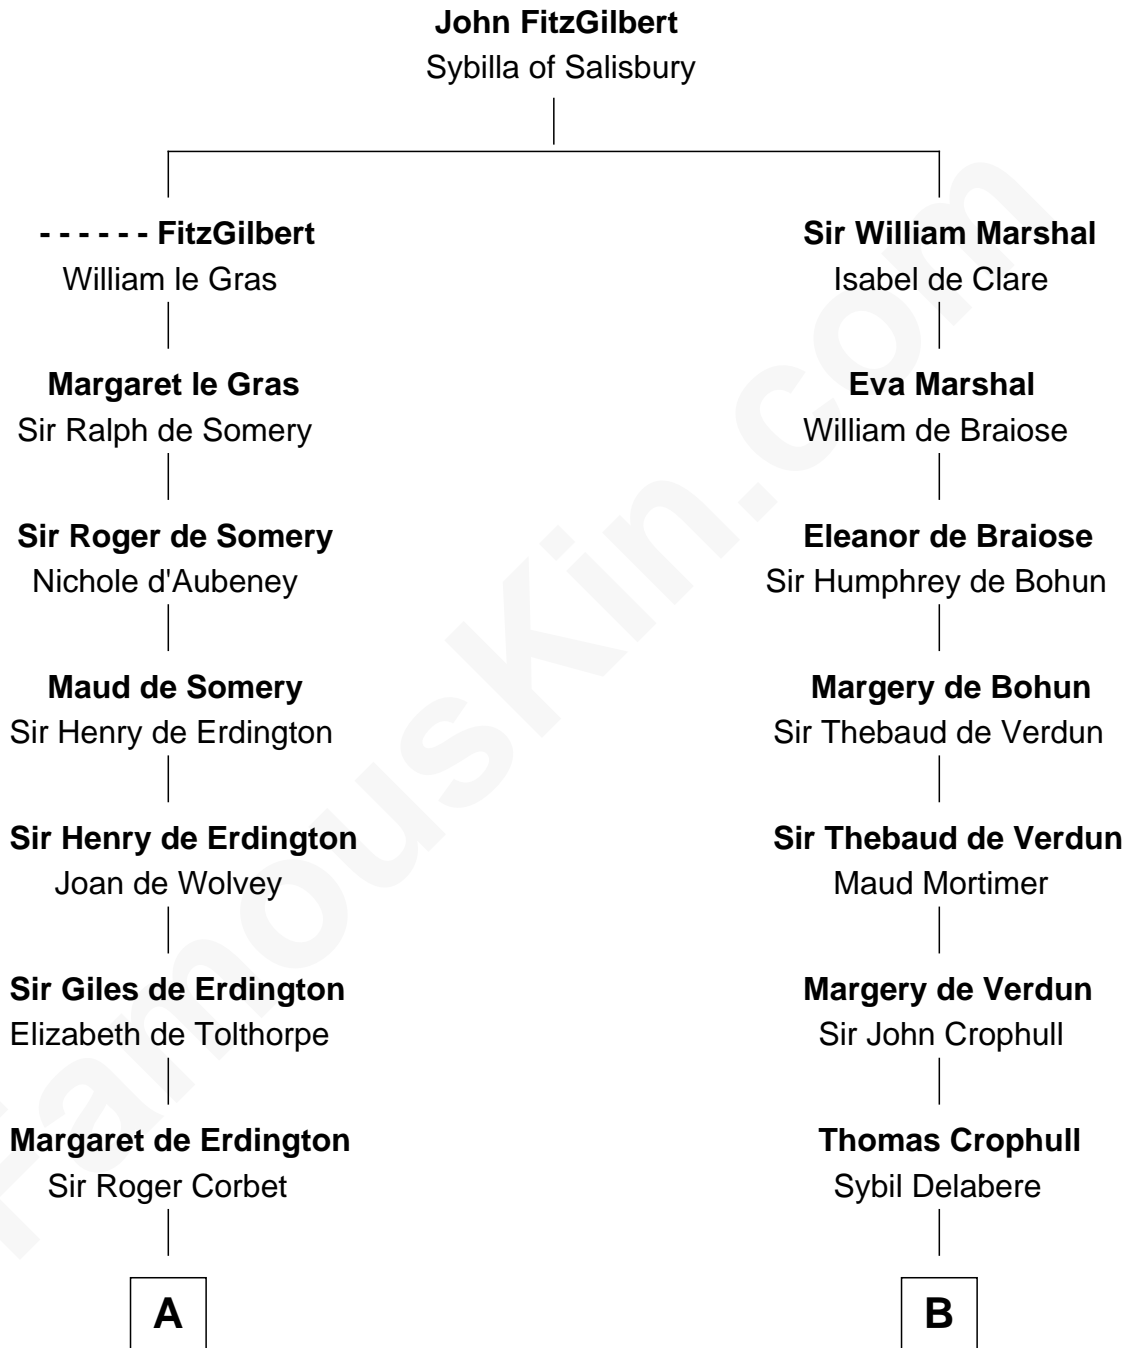 John FitzGilbert
Sybilla of Salisbury
- - - - - - FitzGilbert
William le Gras
Sir William Marshal
Isabel de Clare
Margaret le Gras
Sir Ralph de Somery
Eva Marshal
William de Braiose
Sir Roger de Somery
Nichole d'Aubeney
Eleanor de Braiose
Sir Humphrey de Bohun
Maud de Somery
Sir Henry de Erdington
Margery de Bohun
Sir Thebaud de Verdun
Sir Henry de Erdington
Joan de Wolvey
Sir Thebaud de Verdun
Maud Mortimer
Sir Giles de Erdington
Elizabeth de Tolthorpe
Margery de Verdun
Sir John Crophull
Margaret de Erdington
Sir Roger Corbet
Thomas Crophull
Sybil Delabere
A
B
FamousKin.com